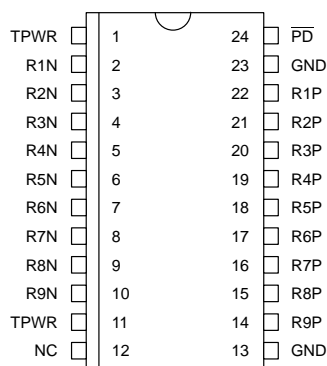 TPWR 1 24 P̅D̅
R1N 2 23 GND
R2N 3 22 R1P
R3N 4 21 R2P
R4N 5 20 R3P
R5N 6 19 R4P
R6N 7 18 R5P
R7N 8 17 R6P
R8N 9 16 R7P
R9N 10 15 R8P
TPWR 11 14 R9P
NC 12 13 GND